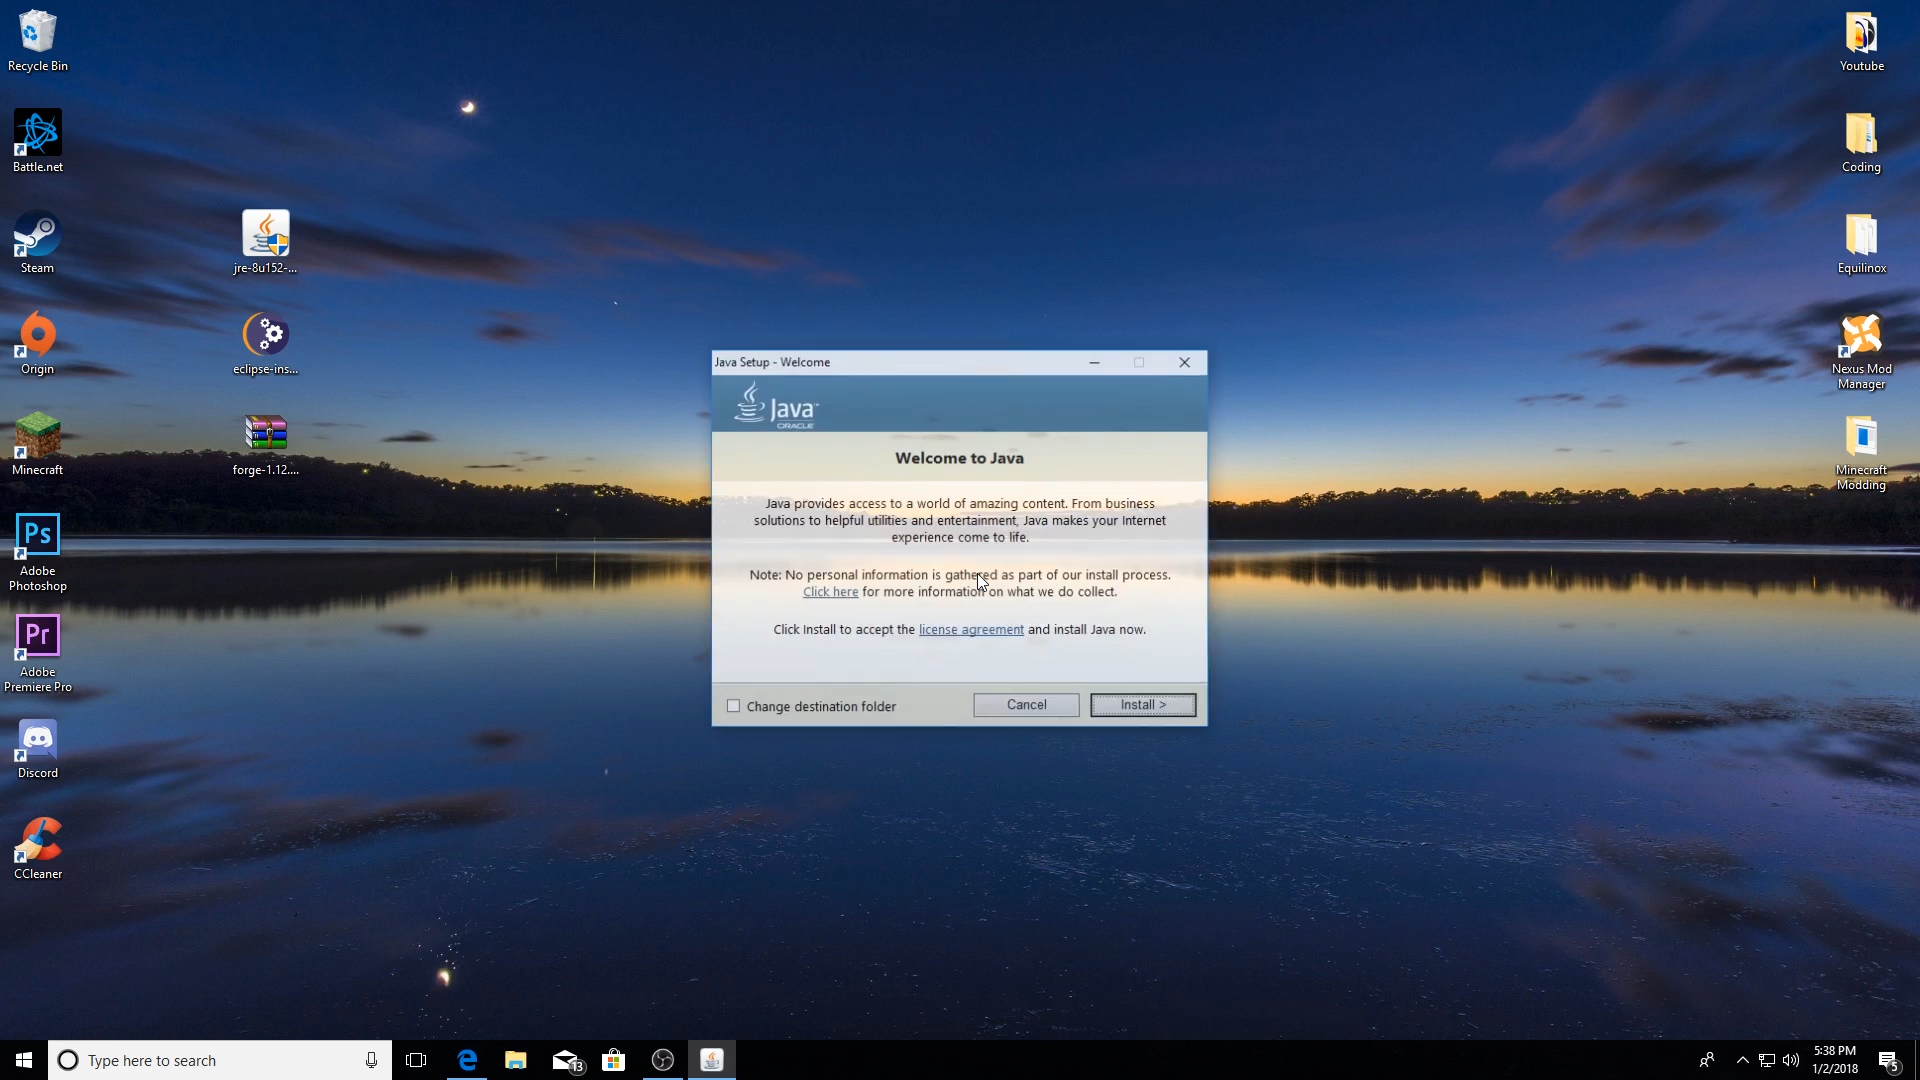 Recycle Bin
Battle.net
Steam
Origin
Minecraft
Ps
Adobe
Photoshop
Pr
Adobe
Premiere Pro
Discord
CCleaner
jre-8u152-...
eclipse-ins...
forge-1.12....
Java Setup - Welcome
Java™
ORACLE
Welcome to Java
Java provides access to a world of amazing content. From business
solutions to helpful utilities and entertainment, Java makes your Internet
experience come to life.
Note: No personal information is gathered as part of our install process.
Click here for more information on what we do collect.
Click Install to accept the license agreement and install Java now.
Change destination folder
Cancel
Install >
Youtube
Coding
Equilinox
Nexus Mod
Manager
Minecraft
Modding
Type here to search
13
5:38 PM
1/2/2018
5